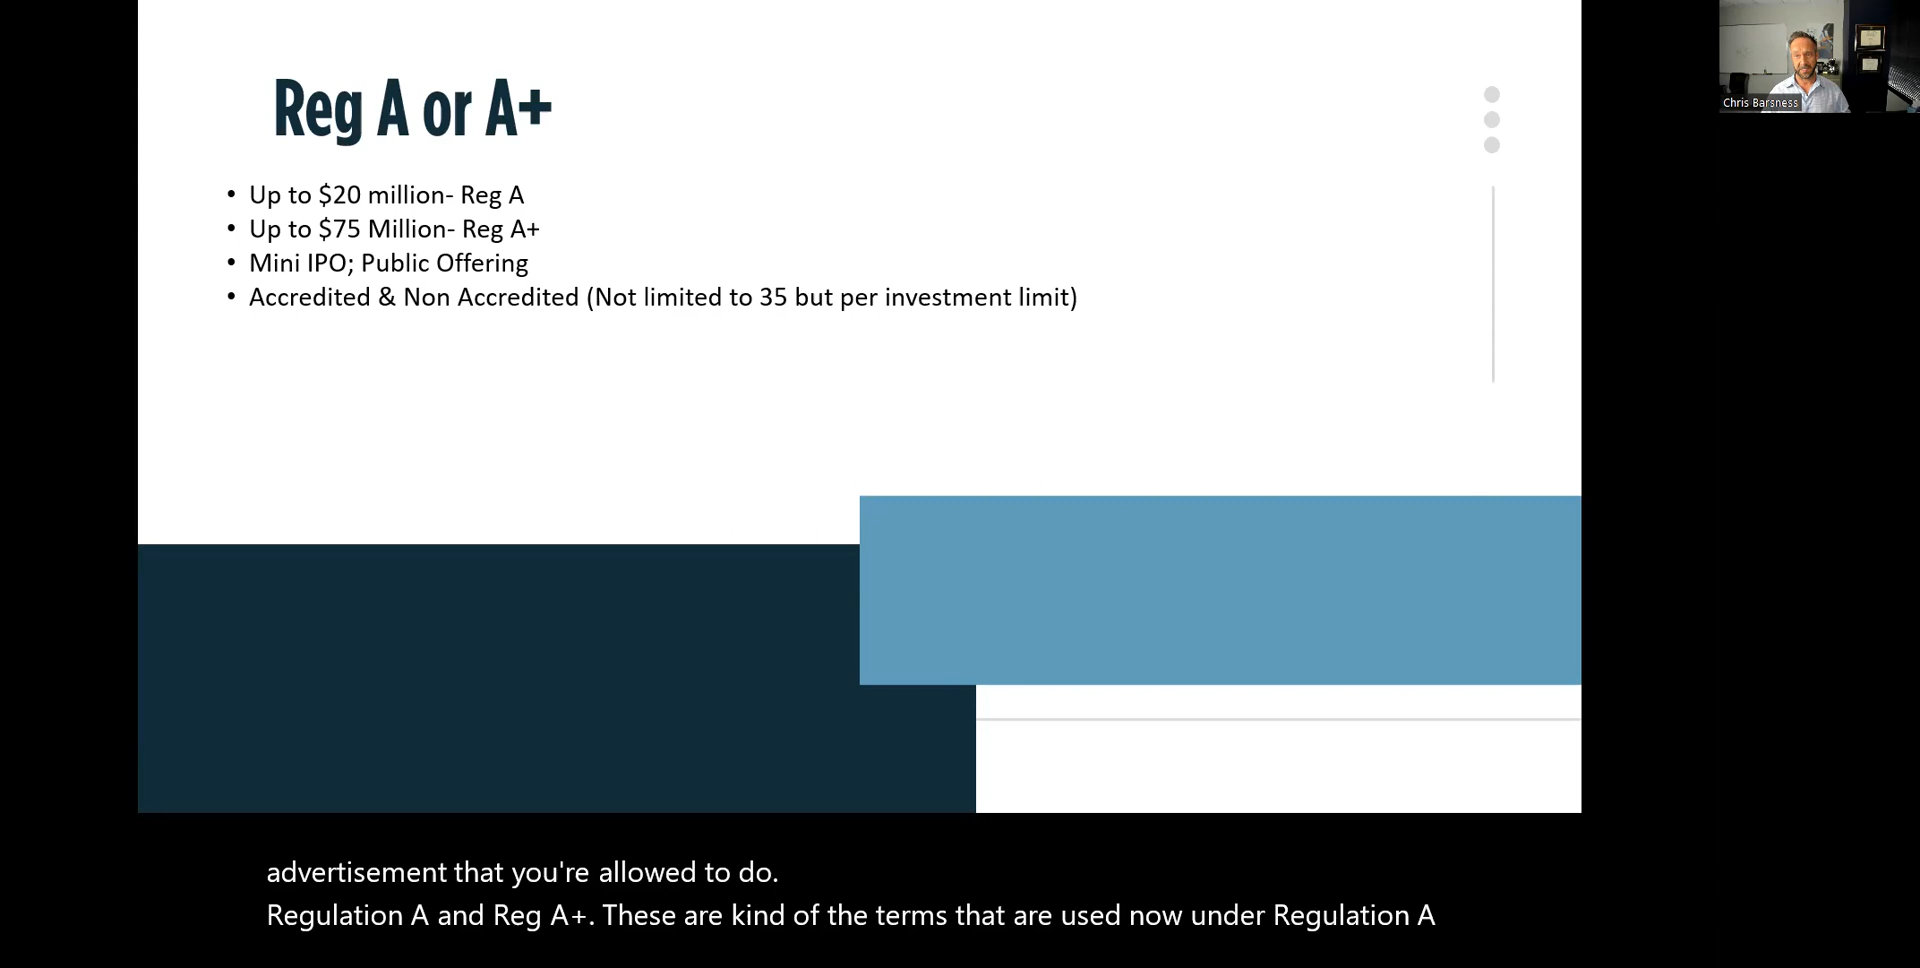 Reg A or A+
• Up to $20 million- Reg A
• Up to $75 Million- Reg A+
• Mini IPO; Public Offering
• Accredited & Non Accredited (Not limited to 35 but per investment limit)
Chris Barsness
advertisement that you're allowed to do.
Regulation A and Reg A+. These are kind of the terms that are used now under Regulation A